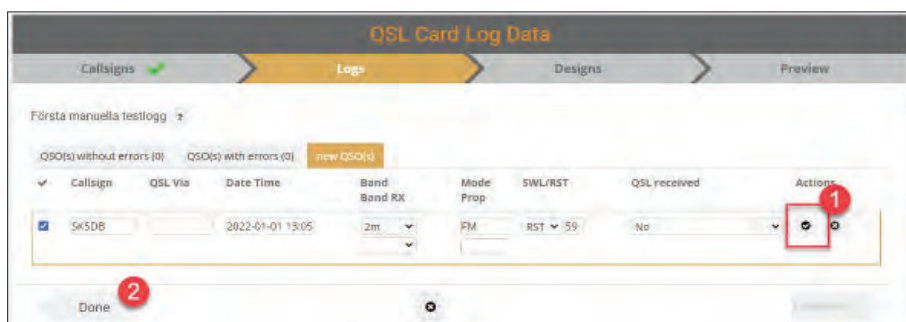 QSL Card Log Data
Callsigns Logs Designs Preview
Första manuella testlogg ?
QSO(s) without errors (0) QSO(s) with errors (0) new QSO(s)
Callsign QSL Via Date Time Band Mode SWL/RST QSL received Actions
Band RX Prop
1
SK5DB 2022-01-01 13:05 2m FM RST 59 No
Done 2